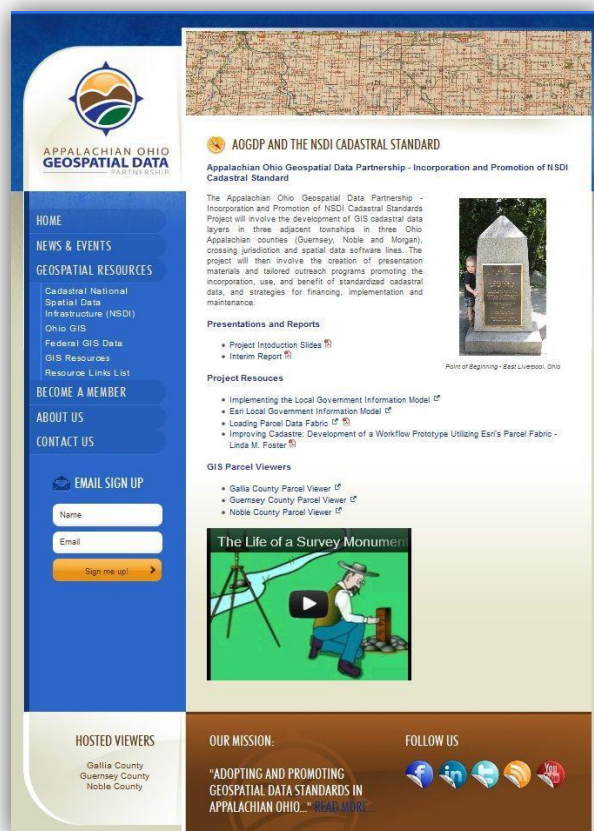 APPALACHIAN OHIO
GEOSPATIAL DATA
PARTNERSHIP
HOME
NEWS & EVENTS
GEOSPATIAL RESOURCES
Cadastral National
Spatial Data
Infrastructure (NSDI)
Ohio GIS
Federal GIS Data
GIS Resources
Resource Links List
BECOME A MEMBER
ABOUT US
CONTACT US
EMAIL SIGN UP
Name
Email
Sign me up!
AOGDP AND THE NSDI CADASTRAL STANDARD
Appalachian Ohio Geospatial Data Partnership - Incorporation and Promotion of NSDI
Cadastral Standard
The Appalachian Ohio Geospatial Data Partnership -
Incorporation and Promotion of NSDI Cadastral Standards
Project will involve the development of GIS cadastral data
layers in three adjacent townships in three Ohio
Appalachian counties (Guernsey, Noble and Morgan),
crossing jurisdiction and spatial data software lines. The
project will then involve the creation of presentation
materials and tailored outreach programs promoting the
incorporation, use, and benefit of standardized cadastral
data, and strategies for financing, implementation and
maintenance.
Point of Beginning - East Liverpool, Ohio
Presentations and Reports
Project Intoduction Slides
Interim Report
Project Resouces
Implementing the Local Government Information Model
Esri Local Government Information Model
Loading Parcel Data Fabric
Improving Cadastre: Development of a Workflow Prototype Utilizing Esri's Parcel Fabric -
Linda M. Foster
GIS Parcel Viewers
Gallia County Parcel Viewer
Guernsey County Parcel Viewer
Noble County Parcel Viewer
The Life of a Survey Monument
HOSTED VIEWERS
Gallia County
Guernsey County
Noble County
OUR MISSION:
"ADOPTING AND PROMOTING
GEOSPATIAL DATA STANDARDS IN
APPALACHIAN OHIO..." READ MORE...
FOLLOW US
You